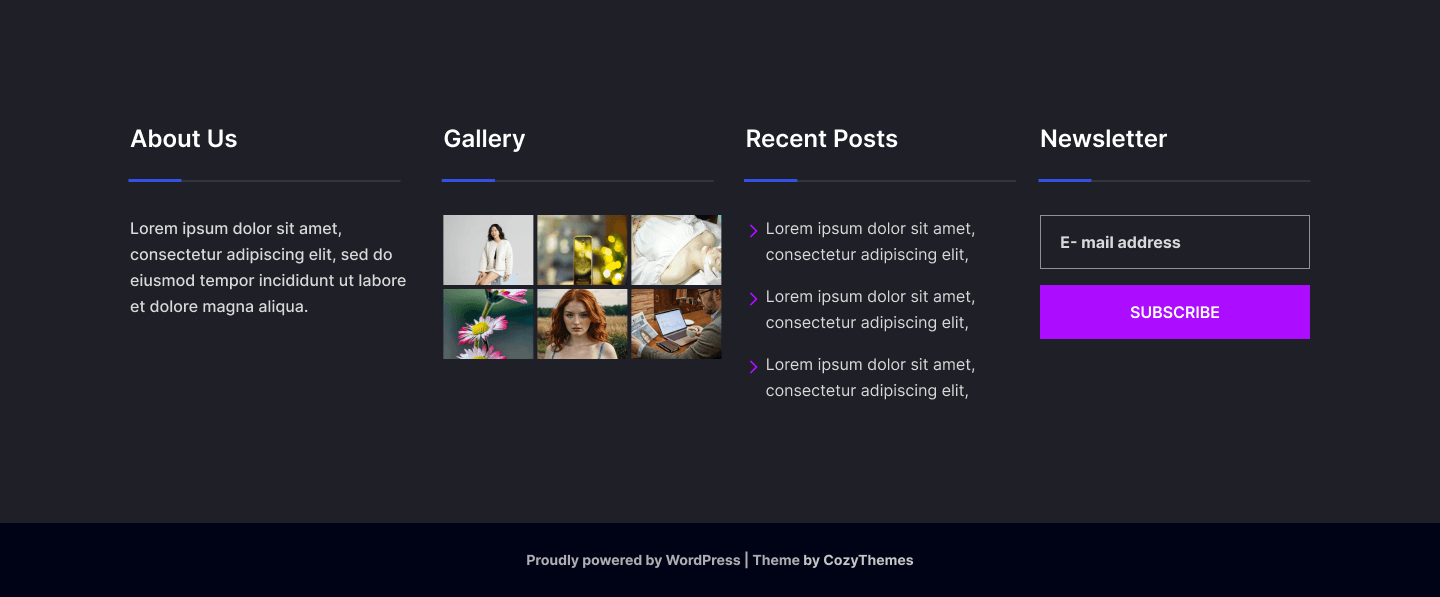 About Us
Lorem ipsum dolor sit amet,
consectetur adipiscing elit, sed do
eiusmod tempor incididunt ut labore
et dolore magna aliqua.
Gallery
Recent Posts
Lorem ipsum dolor sit amet,
consectetur adipiscing elit,
Lorem ipsum dolor sit amet,
consectetur adipiscing elit,
Lorem ipsum dolor sit amet,
consectetur adipiscing elit,
Newsletter
E- mail address
SUBSCRIBE
Proudly powered by WordPress | Theme by CozyThemes